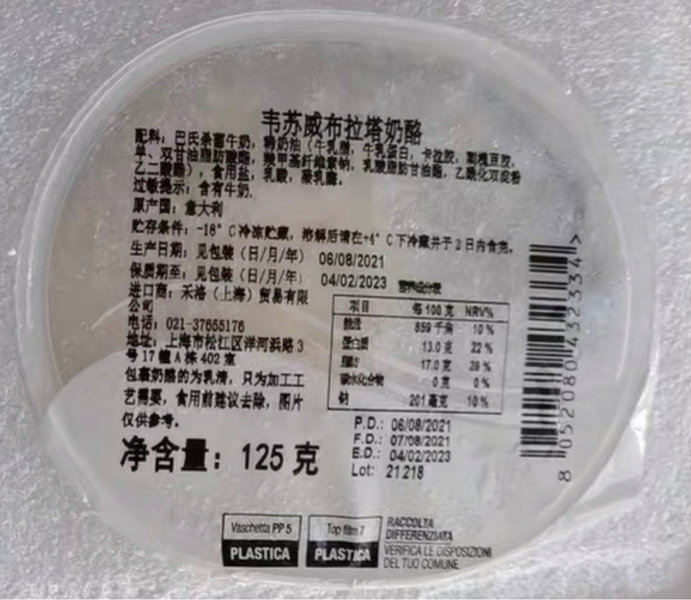 韦苏威布拉塔奶酪
配料：巴氏杀菌牛奶，稀奶油（牛乳脂，牛乳蛋白，卡拉胶，刺槐豆胶，
单、双甘油脂肪酸酯，羧甲基纤维素钠，乳酸脂肪甘油酯，乙酰化双淀粉
乙二酸酯），食用盐，乳酸，凝乳酶。
过敏提示：含有牛奶.
原产国：意大利
贮存条件：-18°C冷冻贮藏，溶解后请在+4°C下冷藏并于2日内食完.
生产日期：见包装（日/月/年） 06/08/2021
保质期至：见包装（日/月/年） 04/02/2023
进口商：禾洛（上海）贸易有限
公司
电话：021-37655176
地址：上海市松江区洋河浜路3
号17幢A栋402室
包裹奶酪的为乳清，只为加工工
艺需要，食用前建议去除，图片
仅供参考.
净含量：125克
营养成分表
项目 每100克 NRV%
能量 859千焦 10%
蛋白质 13.0克 22%
脂肪 17.0克 28%
碳水化合物 0克 0%
钠 201毫克 10%
P.D.: 06/08/2021
F.D.: 07/08/2021
E.D.: 04/02/2023
Lot: 21218
8 052080 432334 >
Vaschetta PP 5
PLASTICA
Top film 7
PLASTICA
RACCOLTA
DIFFERENZIATA
VERIFICA LE DISPOSIZIONI
DEL TUO COMUNE